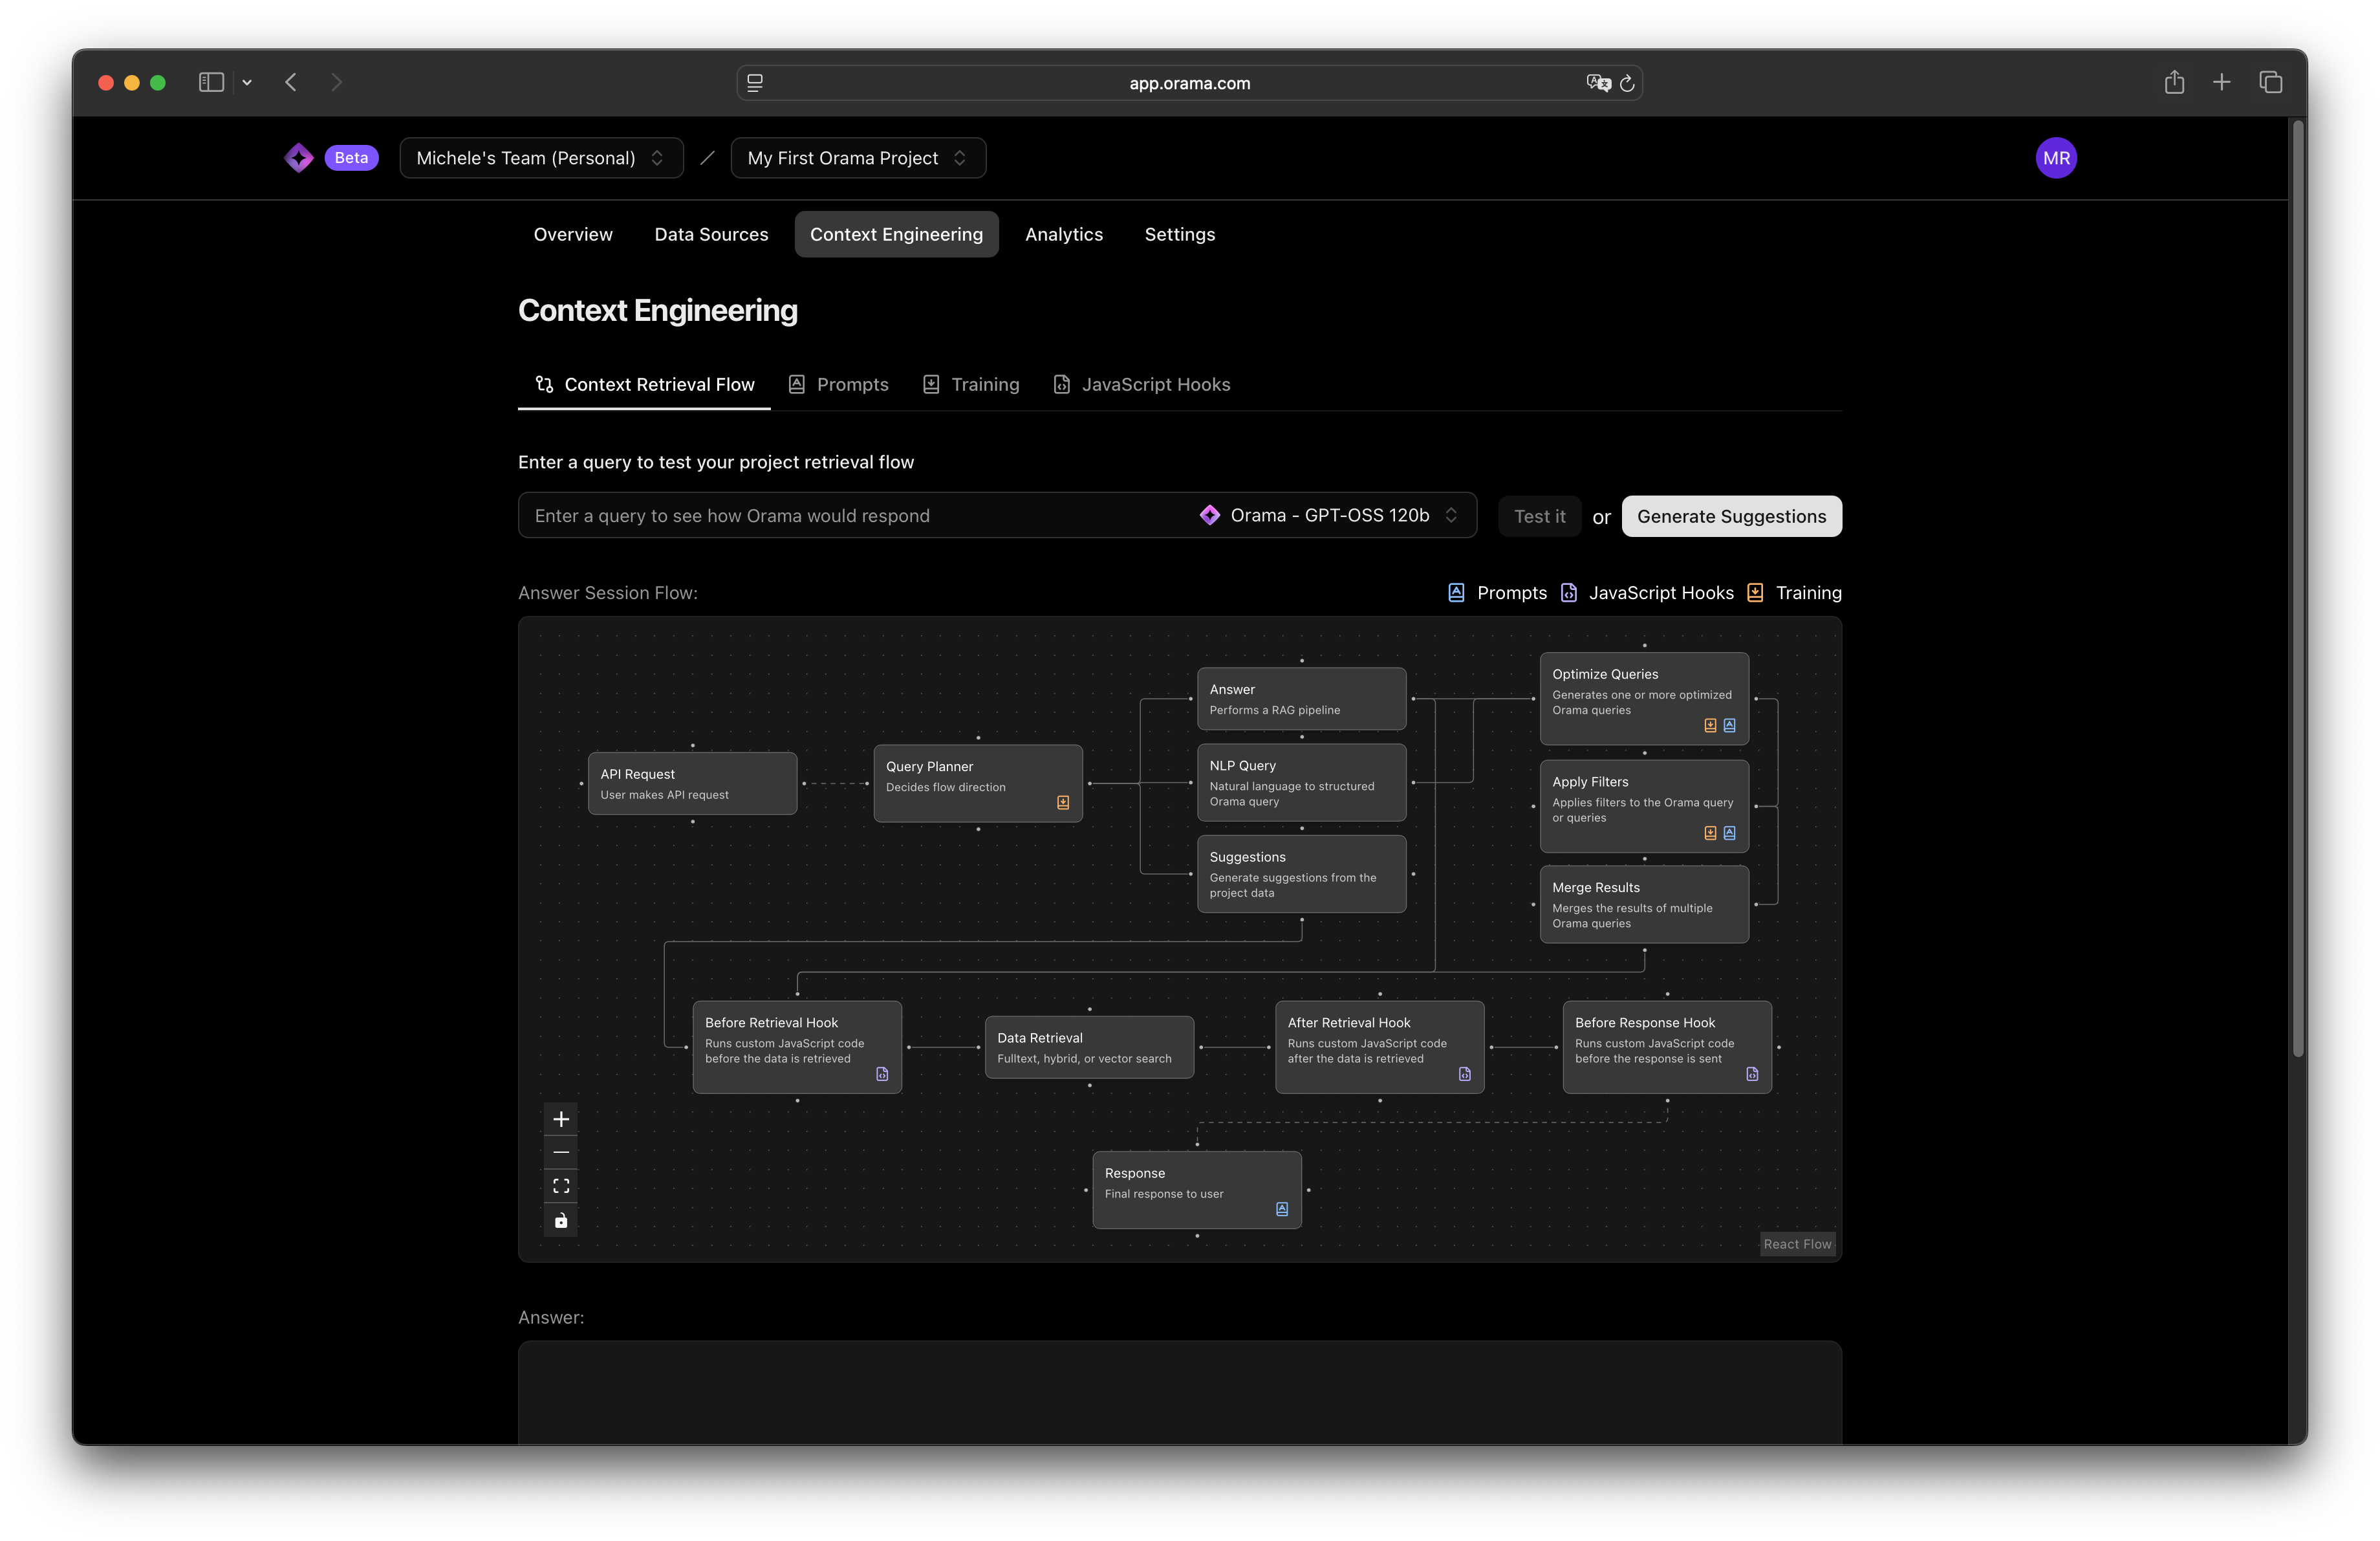 app.orama.com
Beta
Michele's Team (Personal)
My First Orama Project
MR
Overview
Data Sources
Context Engineering
Analytics
Settings
Context Engineering
Context Retrieval Flow
Prompts
Training
JavaScript Hooks
Enter a query to test your project retrieval flow
Enter a query to see how Orama would respond
Orama - GPT-OSS 120b
Test it
or
Generate Suggestions
Answer Session Flow:
Prompts
JavaScript Hooks
Training
API Request
User makes API request
Query Planner
Decides flow direction
Answer
Performs a RAG pipeline
NLP Query
Natural language to structured
Orama query
Suggestions
Generate suggestions from the
project data
Optimize Queries
Generates one or more optimized
Orama queries
Apply Filters
Applies filters to the Orama query
or queries
Merge Results
Merges the results of multiple
Orama queries
Before Retrieval Hook
Runs custom JavaScript code
before the data is retrieved
Data Retrieval
Fulltext, hybrid, or vector search
After Retrieval Hook
Runs custom JavaScript code
after the data is retrieved
Before Response Hook
Runs custom JavaScript code
before the response is sent
Response
Final response to user
React Flow
Answer: